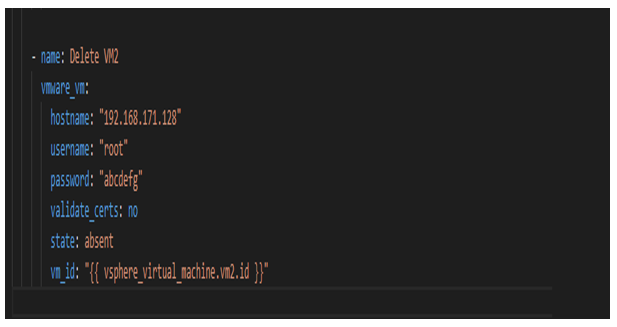 - name: Delete VM2
vmware_vm:
hostname: "192.168.171.128"
username: "root"
password: "abcdefg"
validate_certs: no
state: absent
vm_id: "{{ vsphere_virtual_machine.vm2.id }}"